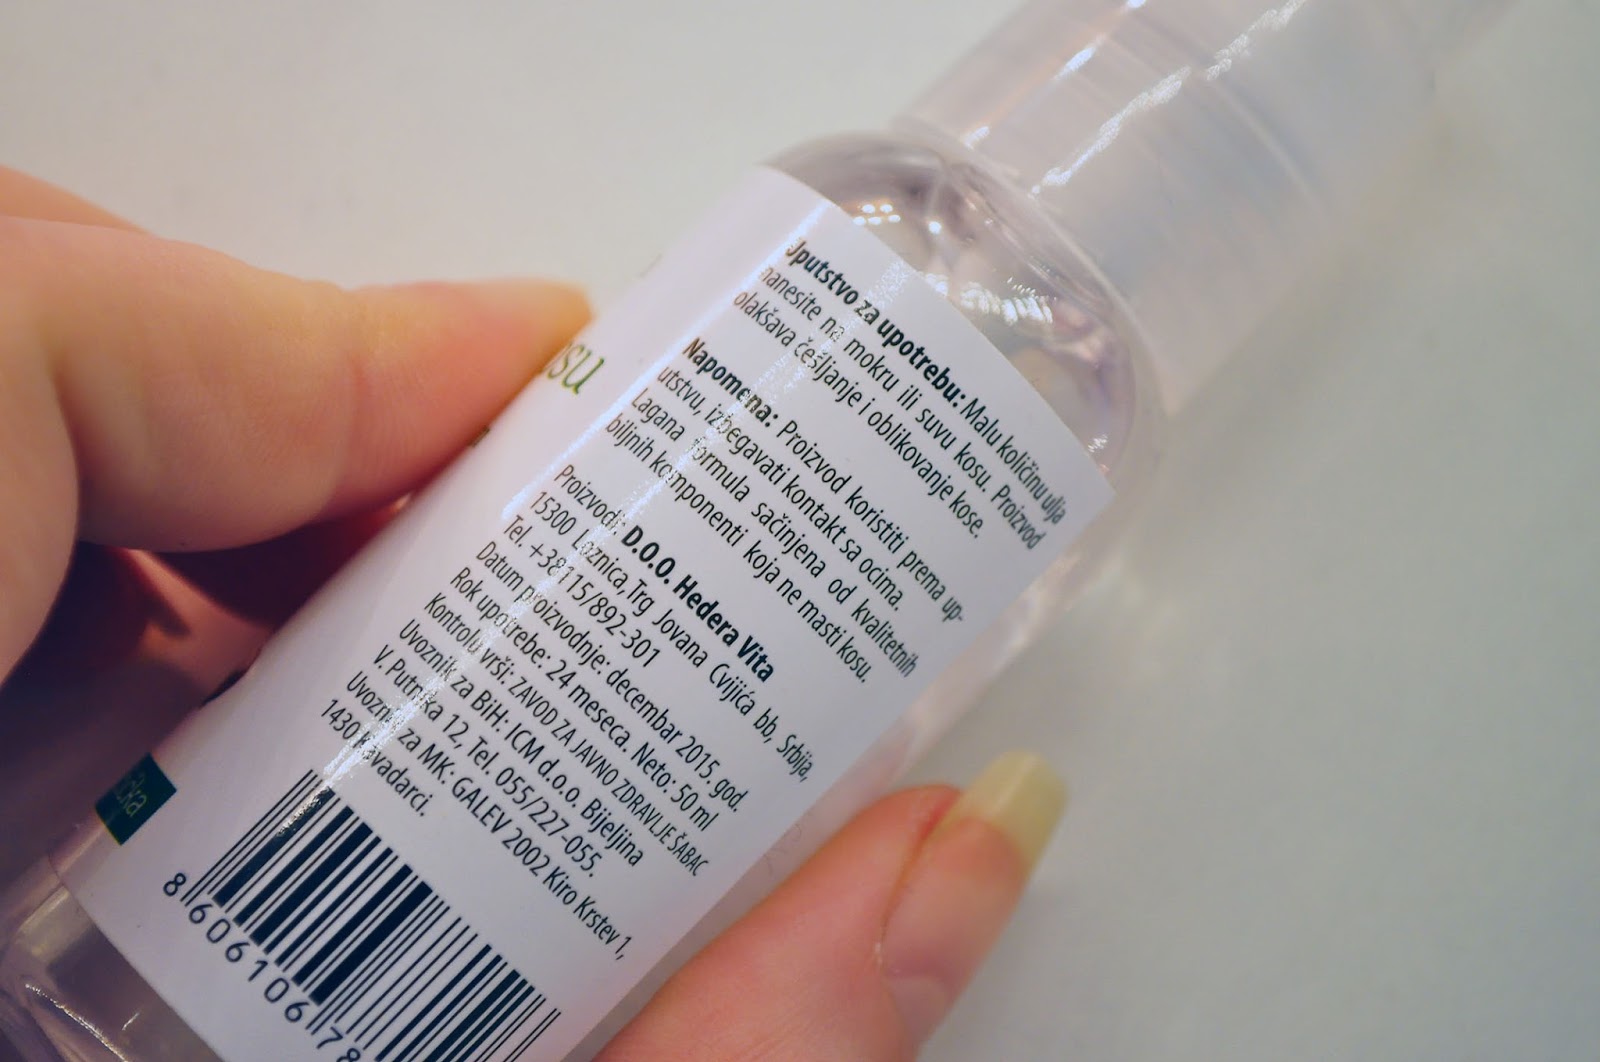 Uputstvo za upotrebu: Malu količinu ulja
nanesite na mokru ili suvu kosu. Proizvod
olakšava češljanje i oblikovanje kose.
Napomena: Proizvod koristiti prema up-
utstvu, izbegavati kontakt sa ocima.
Lagana formula sačinjena od kvalitetnih
biljnih komponenti koja ne masti kosu.
Proizvodi: D.O.O. Hedera Vita
15300 Loznica, Trg Jovana Cvijića bb, Srbija,
Tel. +38115/892-301
Datum proizvodnje: decembar 2015. god.
Rok upotrebe: 24 meseca. Neto: 50 ml
Kontrolu vrši: ZAVOD ZA JAVNO ZDRAVLJE ŠABAC
Uvoznik za BiH: ICM d.o.o. Bijeljina
V. Putnika 12, Tel. 055/227-055.
Uvoznik za MK: GALEV 2002 Kiro Krstev 1,
1430 Kavadarci.
8 606106 78